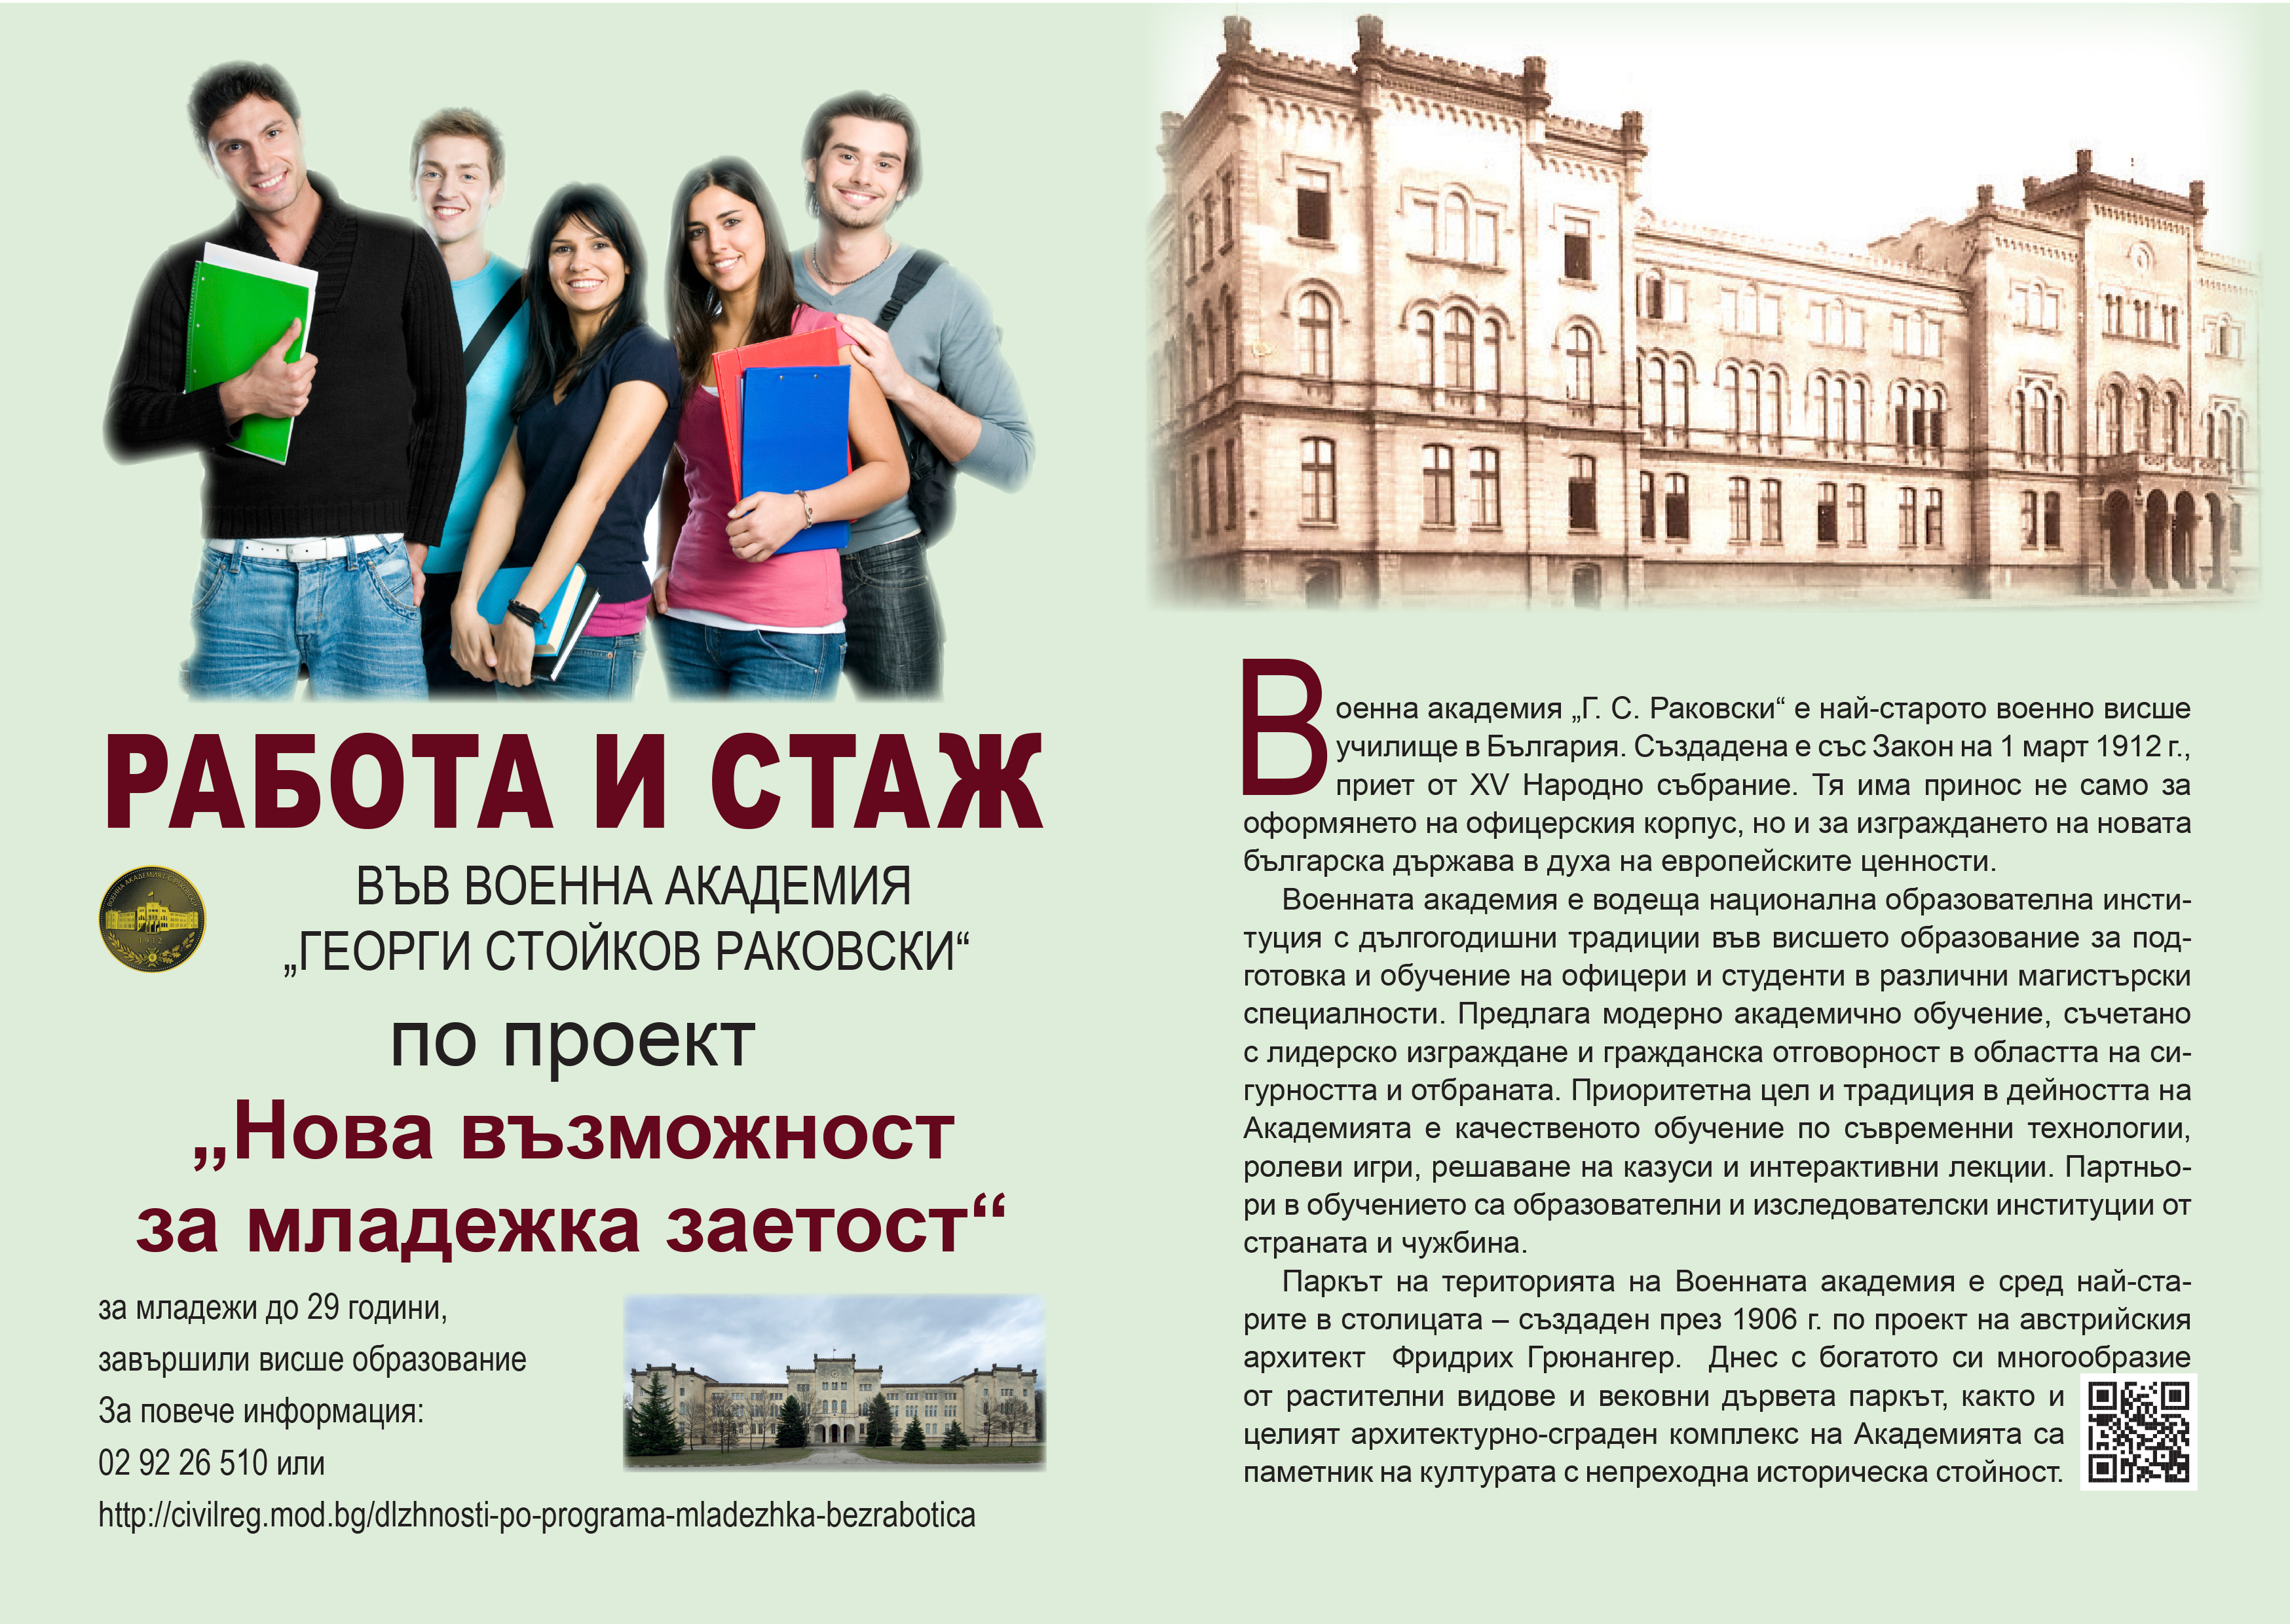 РАБОТА И СТАЖ
ВЪВ ВОЕННА АКАДЕМИЯ
„ГЕОРГИ СТОЙКОВ РАКОВСКИ“
по проект
„Нова възможност
за младежка заетост“
за младежи до 29 години,
завършили висше образование
За повече информация:
02 92 26 510 или
http://civilreg.mod.bg/dlzhnosti-po-programa-mladezhka-bezrabotica
ВОЕННА АКАДЕМИЯ Г. С. РАКОВСКИ
1912
Военна академия „Г. С. Раковски“ е най-старото военно висше
училище в България. Създадена е със Закон на 1 март 1912 г.,
приет от XV Народно събрание. Тя има принос не само за
оформянето на офицерския корпус, но и за изграждането на новата
българска държава в духа на европейските ценности.
Военната академия е водеща национална образователна инсти-
туция с дългогодишни традиции във висшето образование за под-
готовка и обучение на офицери и студенти в различни магистърски
специалности. Предлага модерно академично обучение, съчетано
с лидерско изграждане и гражданска отговорност в областта на си-
гурността и отбраната. Приоритетна цел и традиция в дейността на
Академията е качественото обучение по съвременни технологии,
ролеви игри, решаване на казуси и интерактивни лекции. Партньо-
ри в обучението са образователни и изследователски институции от
страната и чужбина.
Паркът на територията на Военната академия е сред най-ста-
рите в столицата – създаден през 1906 г. по проект на австрийския
архитект Фридрих Грюнангер. Днес с богатото си многообразие
от растителни видове и вековни дървета паркът, както и
целият архитектурно-сграден комплекс на Академията са
паметник на културата с непреходна историческа стойност.